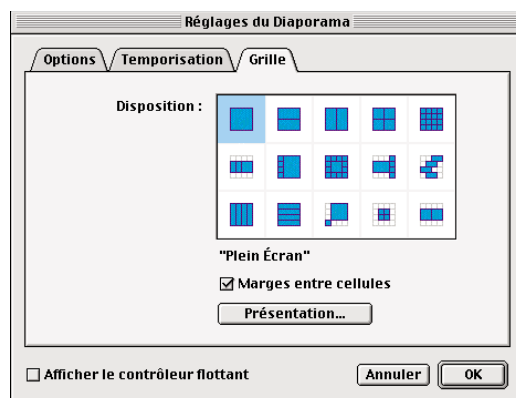 Réglages du Diaporama
Options Temporisation Grille
Disposition :
"Plein Écran"
Marges entre cellules
Présentation...
Afficher le contrôleur flottant
Annuler OK